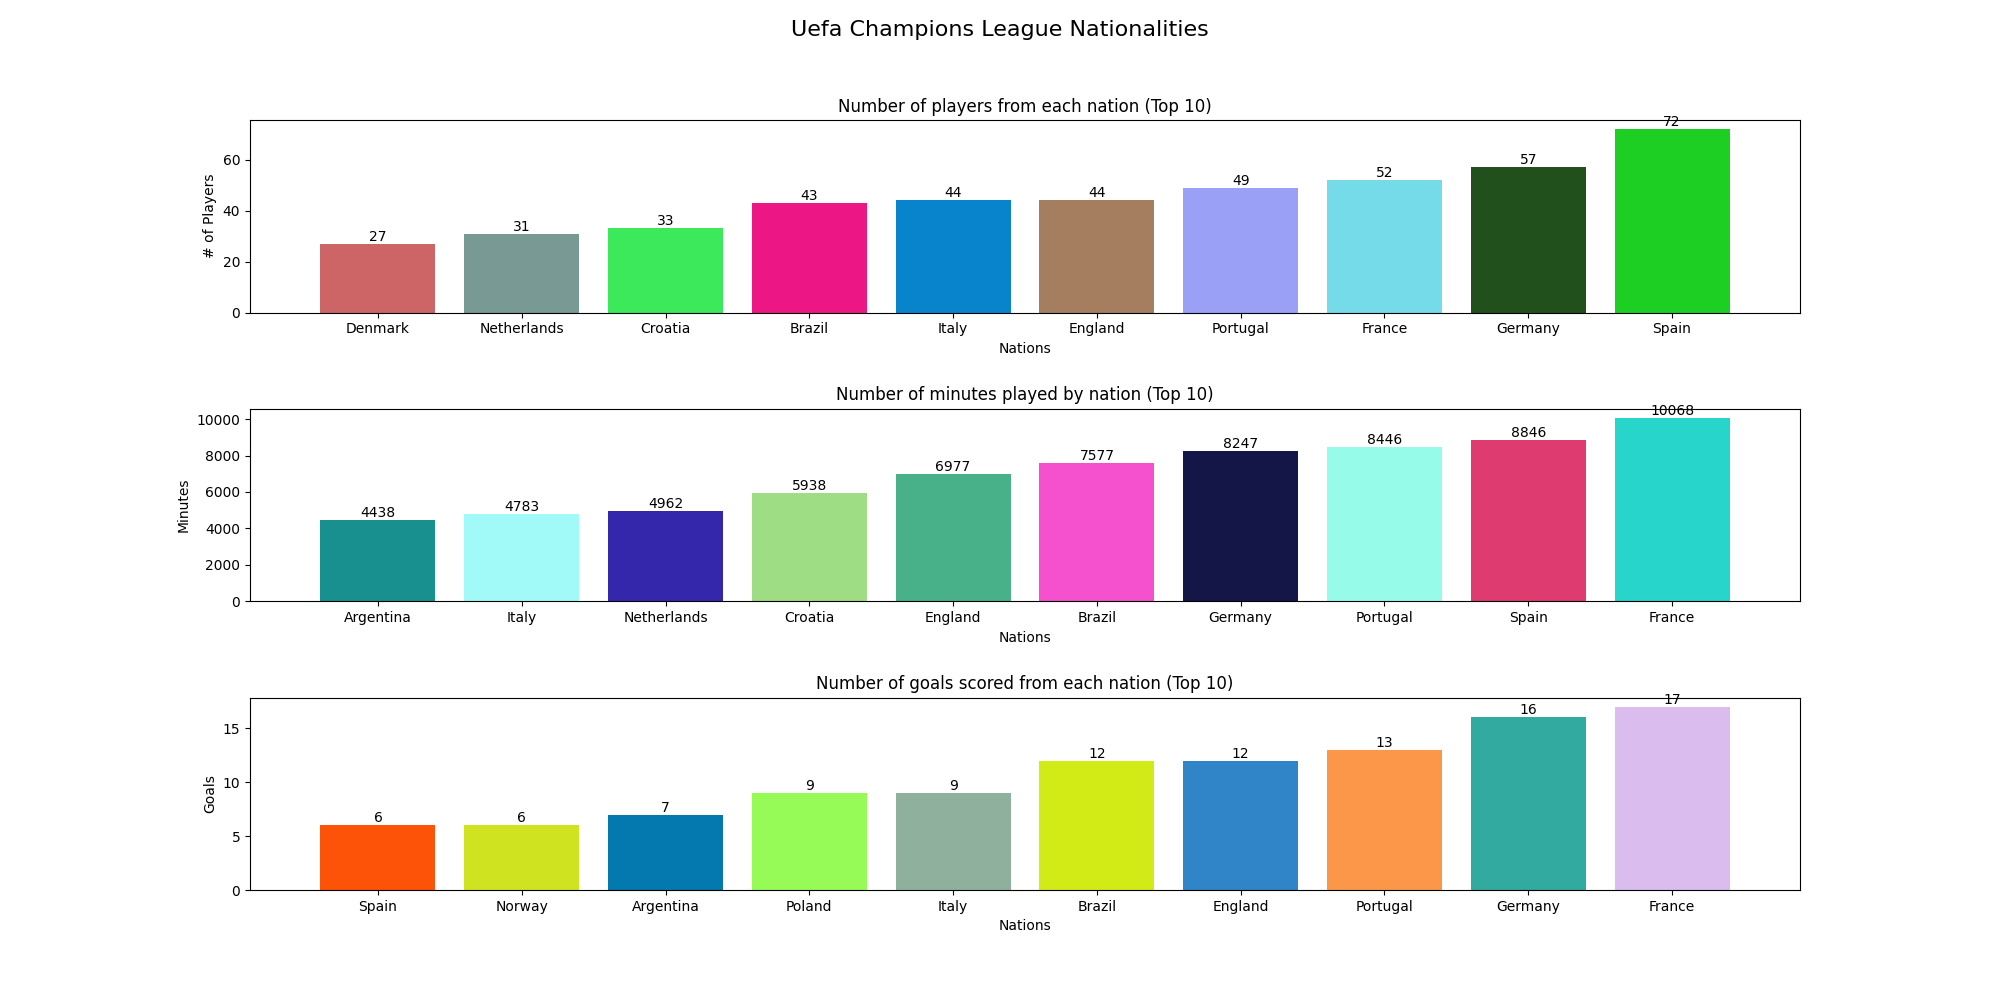 Uefa Champions League Nationalities
Number of players from each nation (Top 10)
# of Players
60
40
20
0
27 31 33 43 44 44 49 52 57 72
Denmark Netherlands Croatia Brazil Italy England Portugal France Germany Spain
Nations
Number of minutes played by nation (Top 10)
Minutes
10000
8000
6000
4000
2000
0
4438 4783 4962 5938 6977 7577 8247 8446 8846 10068
Argentina Italy Netherlands Croatia England Brazil Germany Portugal Spain France
Nations
Number of goals scored from each nation (Top 10)
Goals
15
10
5
0
6 6 7 9 9 12 12 13 16 17
Spain Norway Argentina Poland Italy Brazil England Portugal Germany France
Nations